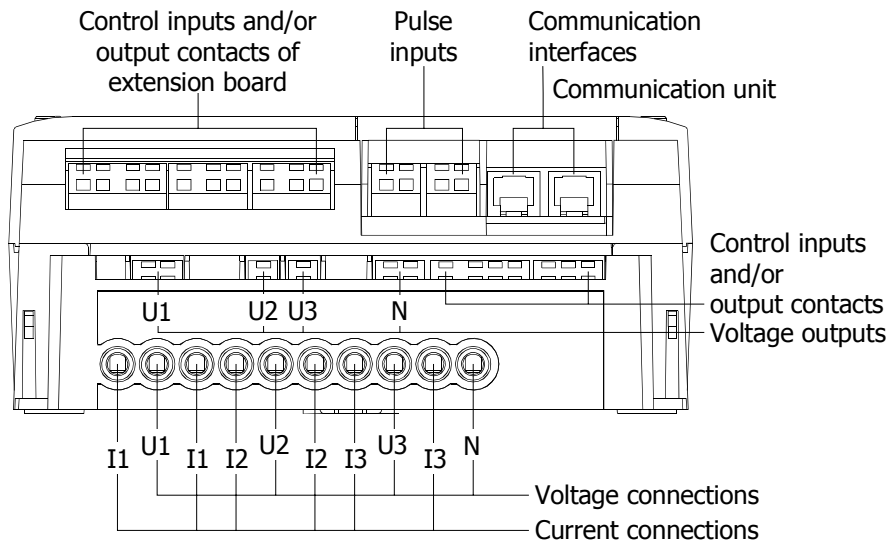 Control inputs and/or
output contacts of
extension board
Pulse
inputs
Communication
interfaces
Communication unit
Control inputs
and/or
output contacts
Voltage outputs
U1 U2 U3 N
I1 U1 I1 I2 U2 I2 I3 U3 I3 N
Voltage connections
Current connections